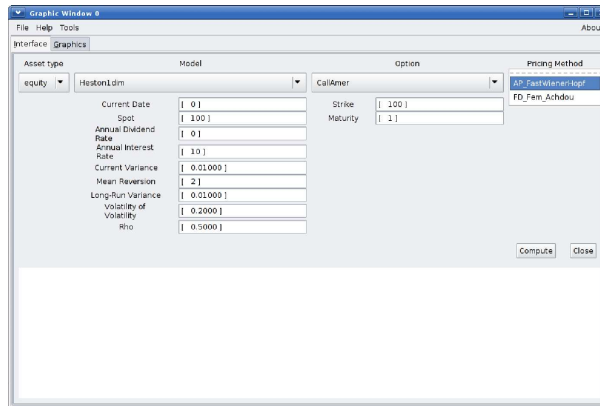 Graphic Window 0
File Help Tools Abou
Interface Graphics
Asset type Model Option Pricing Method
equity Heston1dim CallAmer AP_FastWienerHopf
FD_Fem_Achdou
Current Date [ 0 ] Strike [ 100 ]
Spot [ 100 ] Maturity [ 1 ]
Annual Dividend
Rate [ 0 ]
Annual Interest
Rate [ 10 ]
Current Variance [ 0.01000 ]
Mean Reversion [ 2 ]
Long-Run Variance [ 0.01000 ]
Volatility of
Volatility [ 0.2000 ]
Rho [ 0.5000 ]
Compute Close